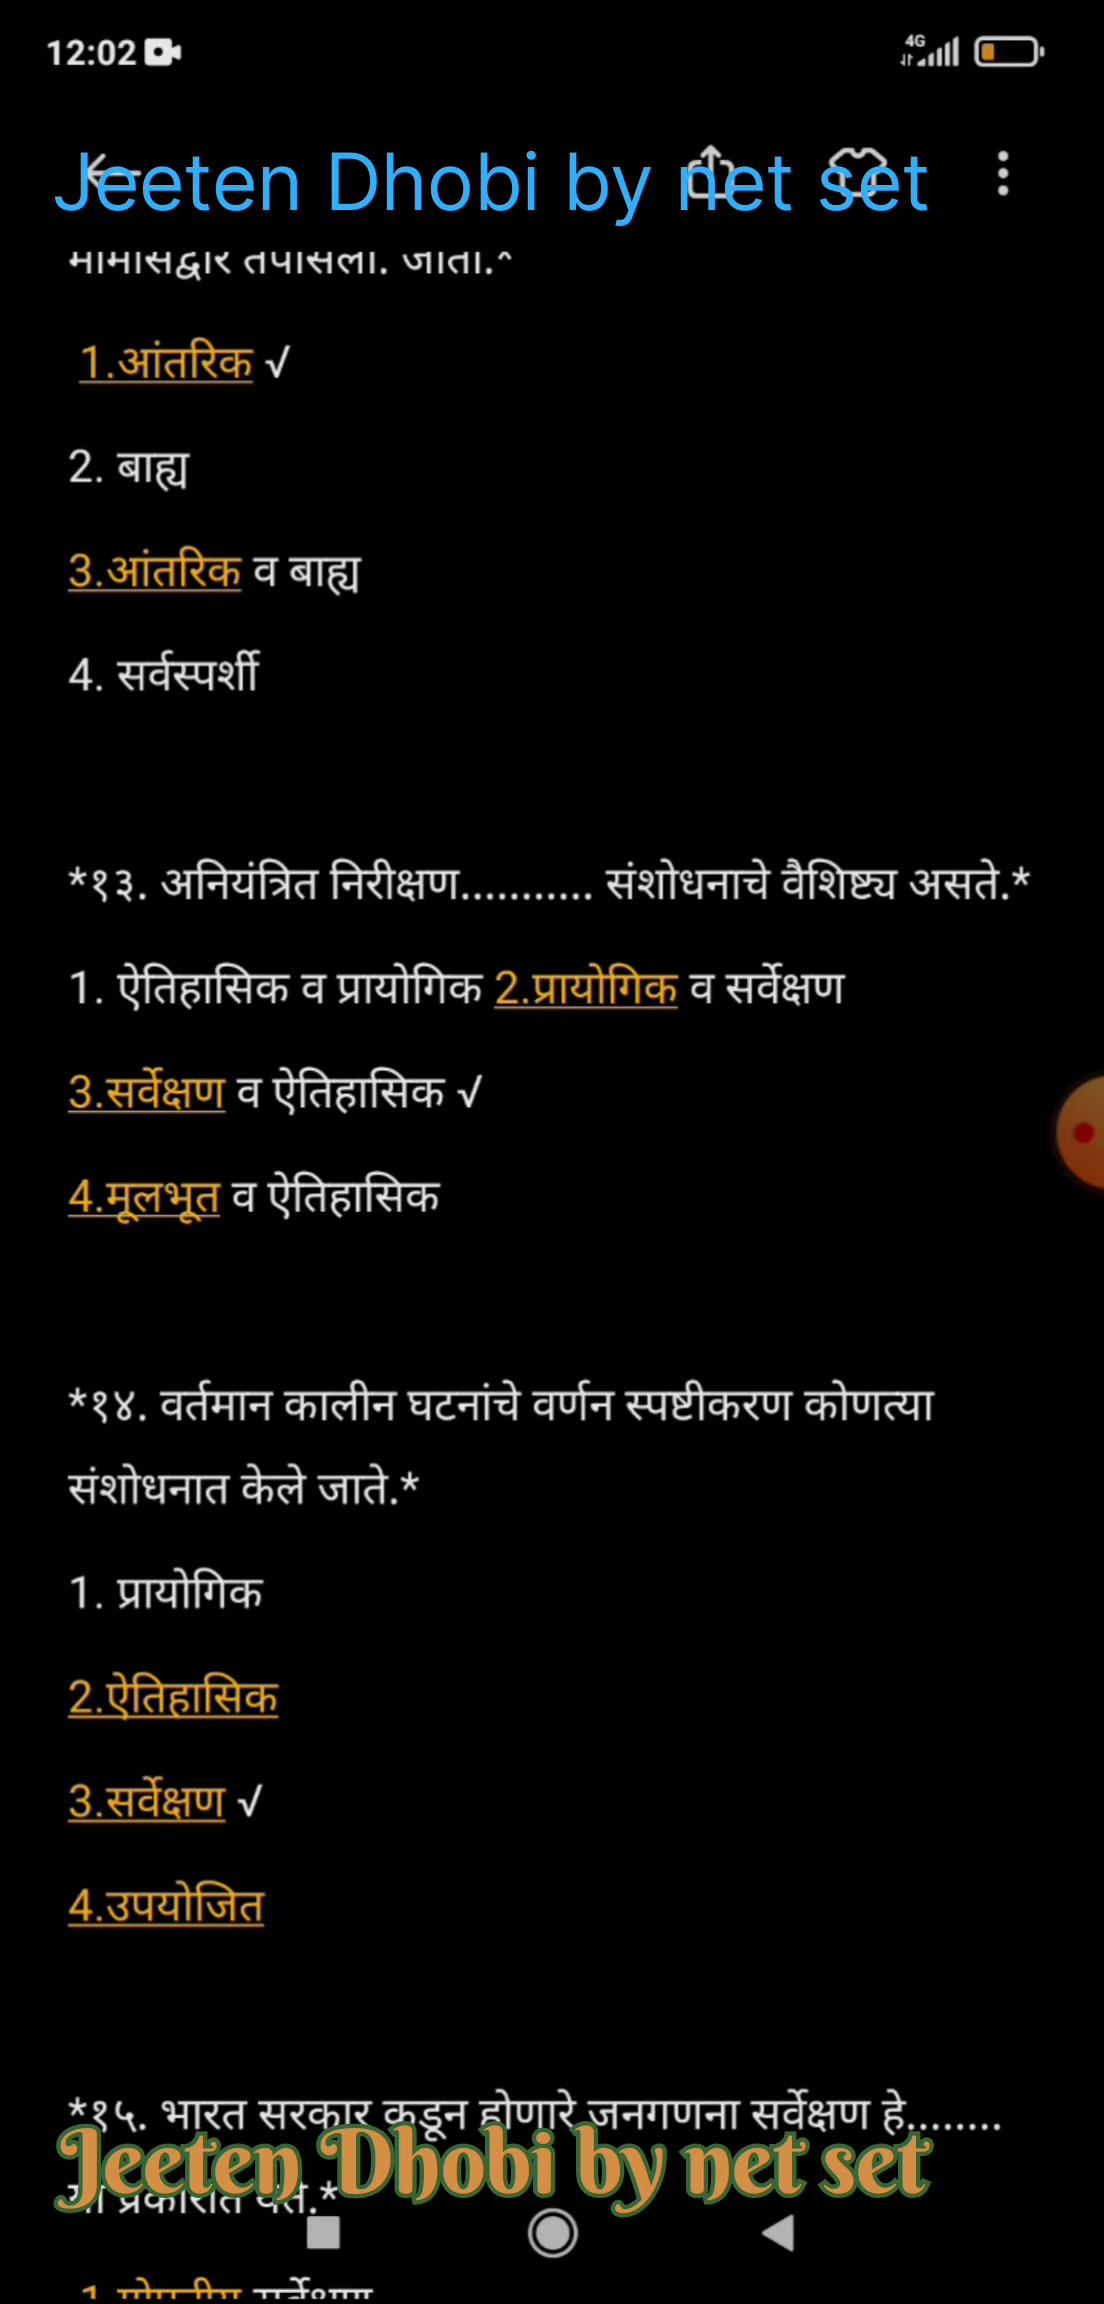 12:02
4G
Jeeten Dhobi by net set
तपासली. जाती.^
1.आंतरिक √
2. बाह्य
3.आंतरिक व बाह्य
4. सर्वस्पर्शी
*१३. अनियंत्रित निरीक्षण........... संशोधनाचे वैशिष्ट्य असते.*
1. ऐतिहासिक व प्रायोगिक 2.प्रायोगिक व सर्वेक्षण
3.सर्वेक्षण व ऐतिहासिक √
4.मूलभूत व ऐतिहासिक
*१४. वर्तमान कालीन घटनांचे वर्णन स्पष्टीकरण कोणत्या
संशोधनात केले जाते.*
1. प्रायोगिक
2.ऐतिहासिक
3.सर्वेक्षण √
4.उपयोजित
*१५. भारत सरकार कडून होणारे जनगणना सर्वेक्षण हे........
Jeeten Dhobi by net set